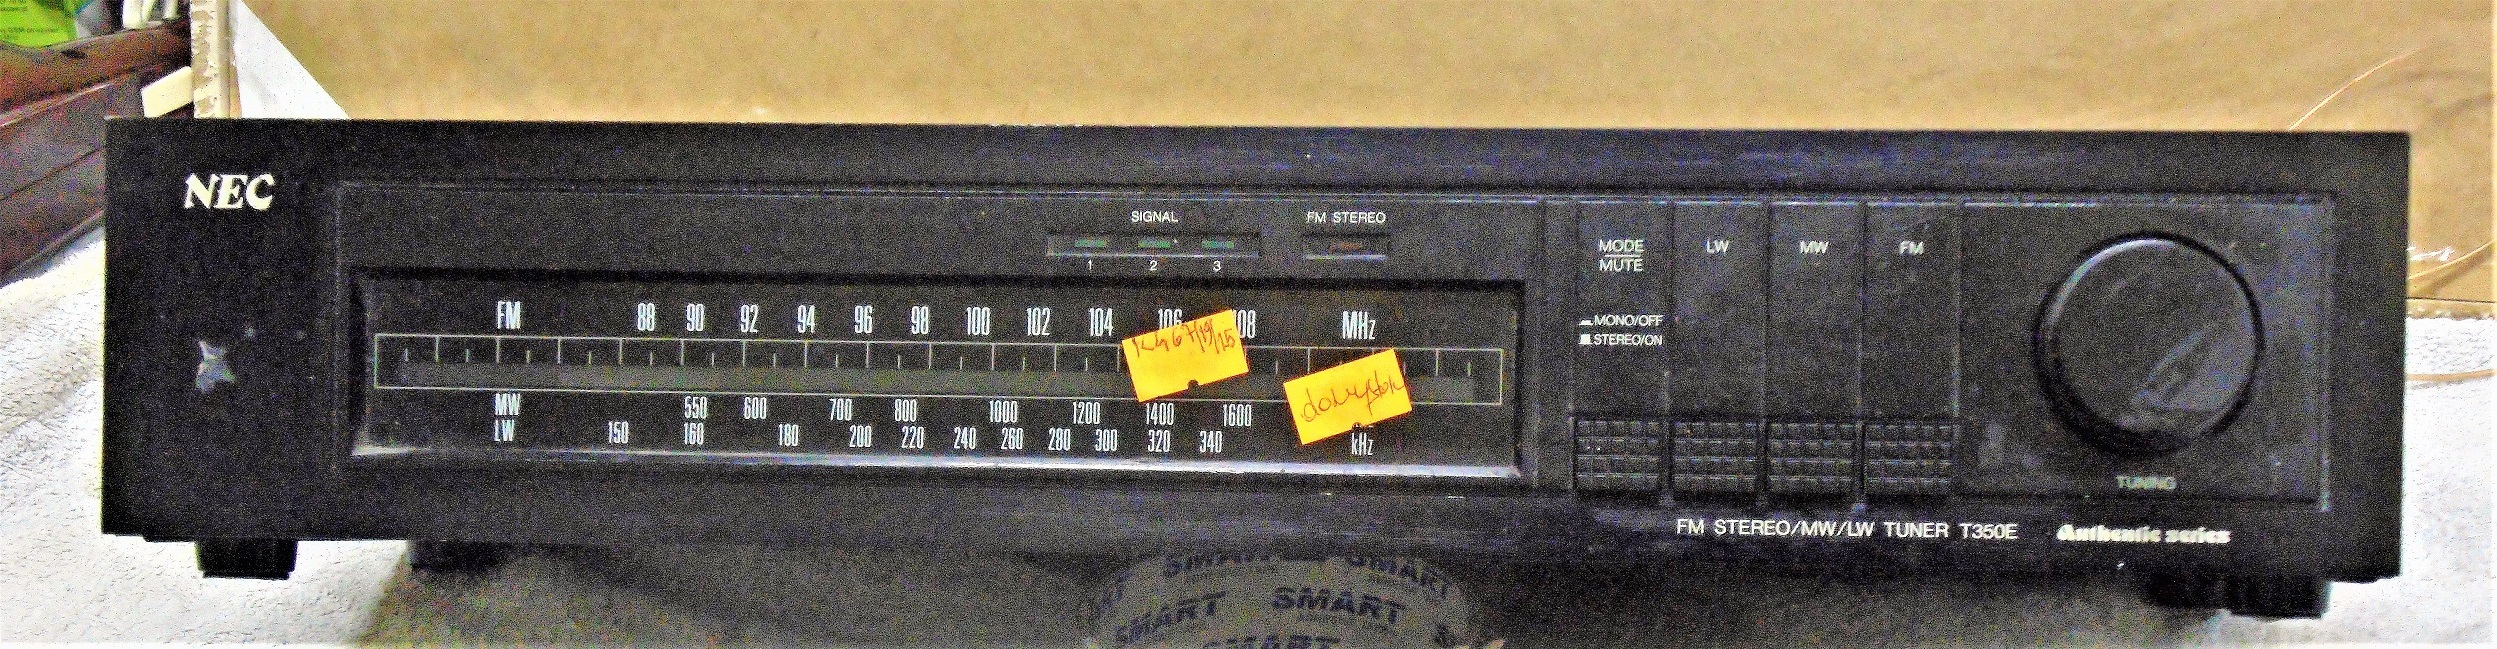 NEC
SIGNAL
1 2 3
FM STEREO
FM 88 90 92 94 96 98 100 102 104 106 108 MHz
MW 550 600 700 800 1000 1200 1400 1600
LW 150 160 180 200 220 240 260 280 300 320 340 kHz
MODE
MUTE
MONO/OFF
STEREO/ON
LW
MW
FM
TUNING
FM STEREO/MW/LW TUNER T350E
Authentic series
SMART SMART
SMART SMART
SMART